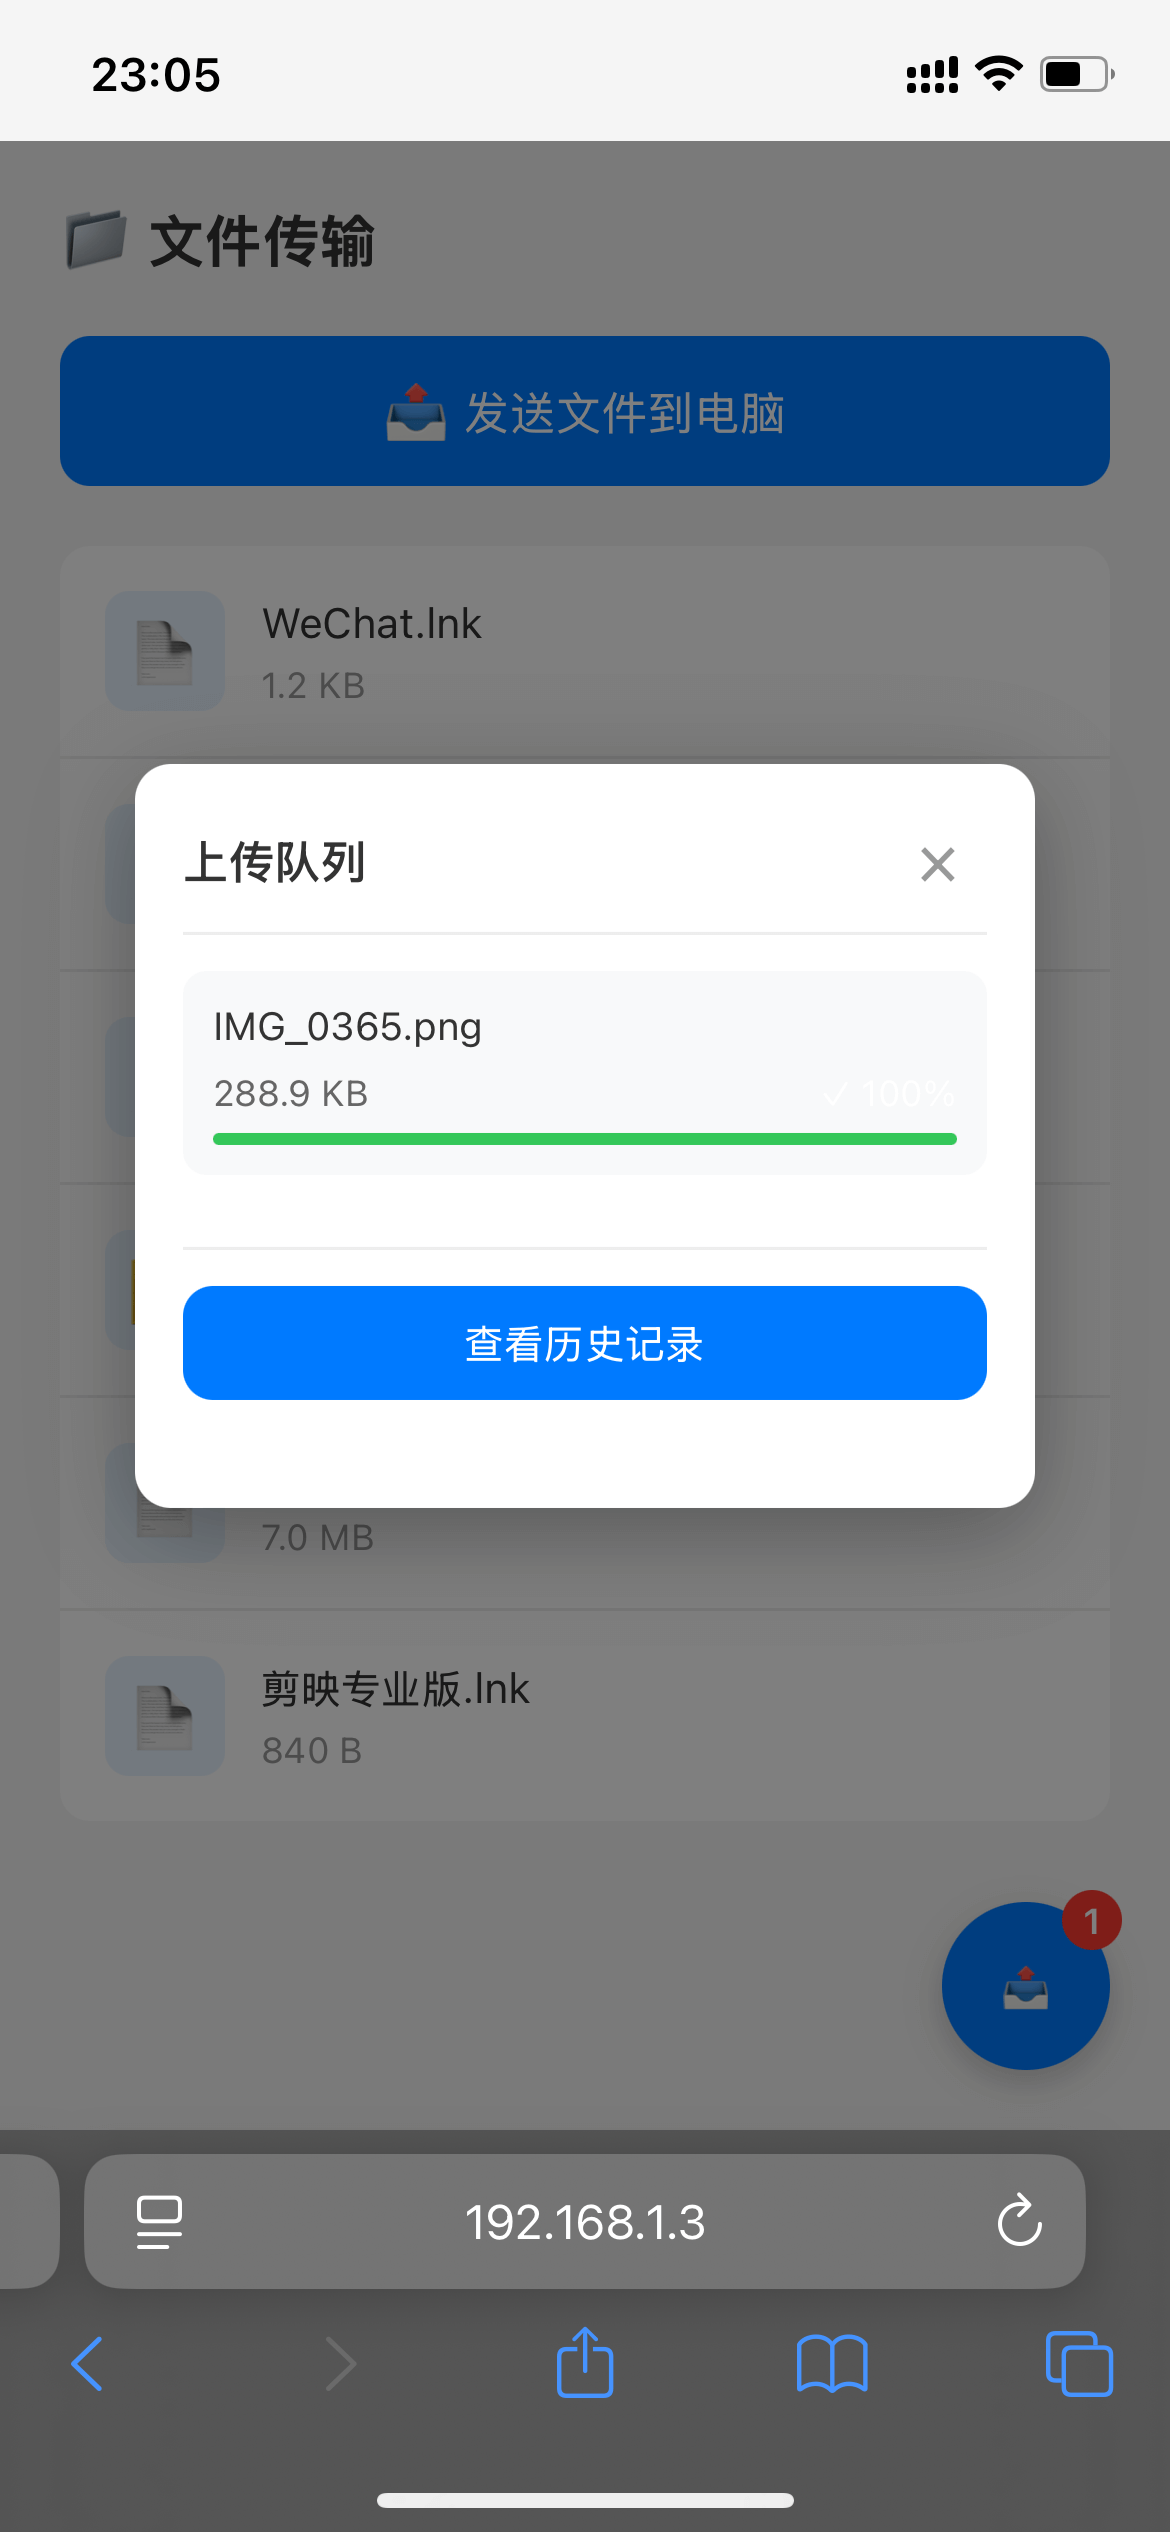 23:05
文件传输
发送文件到电脑
WeChat.lnk
1.2 KB
上传队列
IMG_0365.png
288.9 KB
✓ 100%
查看历史记录
7.0 MB
剪映专业版.lnk
840 B
1
192.168.1.3